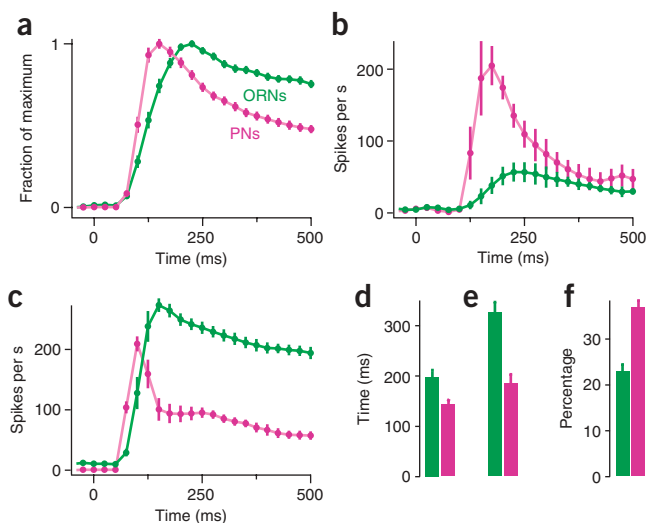 a
Fraction of maximum
1
0
ORNs
PNs
0
250
500
Time (ms)
b
Spikes per s
200
100
0
0
250
500
Time (ms)
c
Spikes per s
200
100
0
0
250
500
Time (ms)
d
Time (ms)
300
200
100
0
e
f
Percentage
30
20
10
0